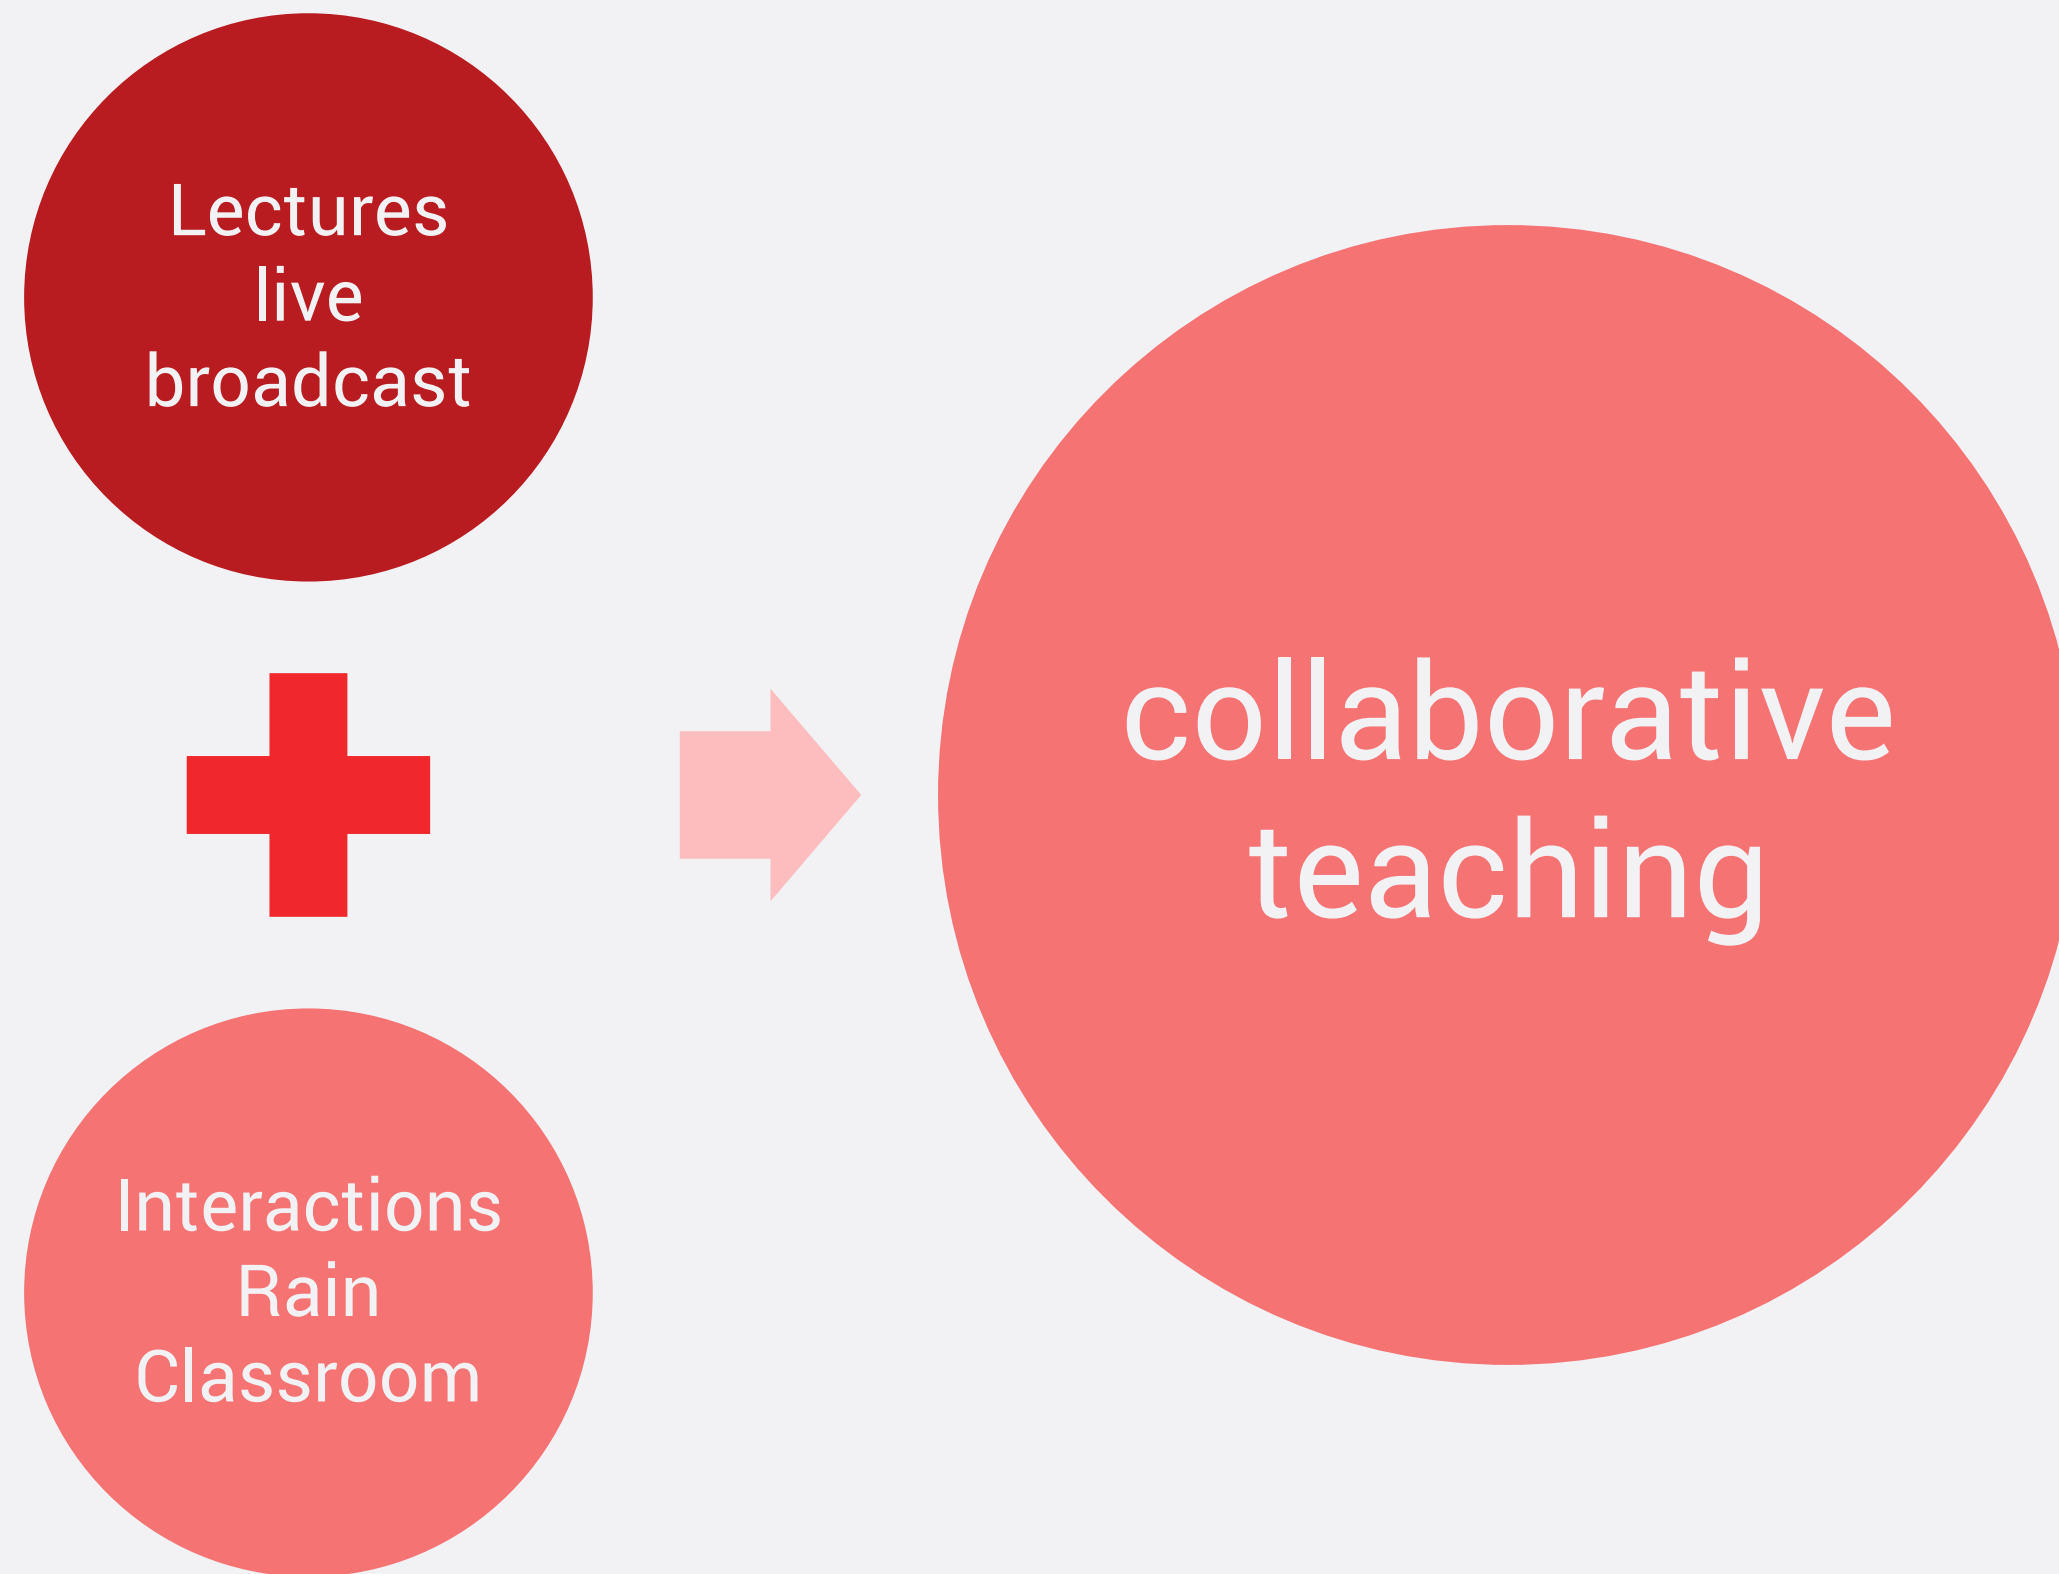 Lectures
live
broadcast
Interactions
Rain
Classroom
collaborative
teaching